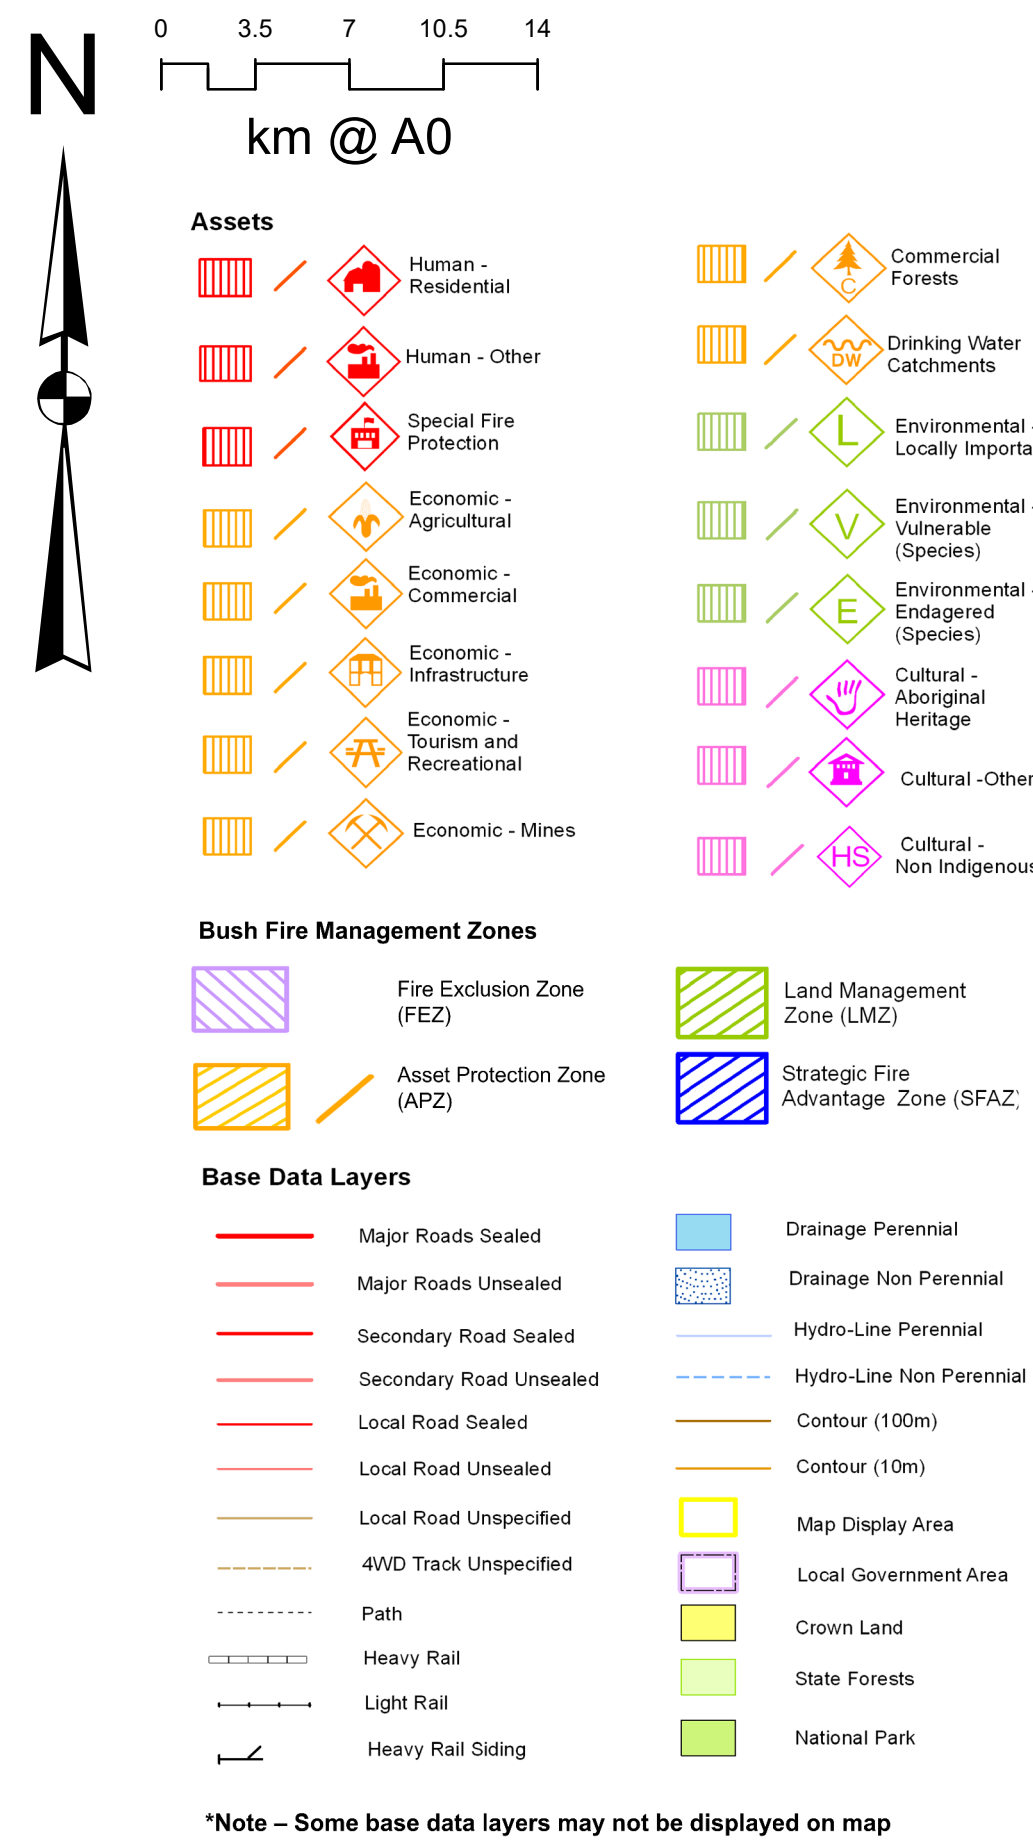 N
0 3.5 7 10.5 14
km @ A0
Assets
Human -
Residential
Human - Other
Special Fire
Protection
Economic -
Agricultural
Economic -
Commercial
Economic -
Infrastructure
Economic -
Tourism and
Recreational
Economic - Mines
C
Commercial
Forests
DW
Drinking Water
Catchments
L
Environmental -
Locally Importa
V
Environmental -
Vulnerable
(Species)
E
Environmental -
Endagered
(Species)
Cultural -
Aboriginal
Heritage
Cultural -Other
HS
Cultural -
Non Indigenous
Bush Fire Management Zones
Fire Exclusion Zone
(FEZ)
Asset Protection Zone
(APZ)
Land Management
Zone (LMZ)
Strategic Fire
Advantage Zone (SFAZ)
Base Data Layers
Major Roads Sealed
Major Roads Unsealed
Secondary Road Sealed
Secondary Road Unsealed
Local Road Sealed
Local Road Unsealed
Local Road Unspecified
4WD Track Unspecified
Path
Heavy Rail
Light Rail
Heavy Rail Siding
Drainage Perennial
Drainage Non Perennial
Hydro-Line Perennial
Hydro-Line Non Perennial
Contour (100m)
Contour (10m)
Map Display Area
Local Government Area
Crown Land
State Forests
National Park
*Note – Some base data layers may not be displayed on map